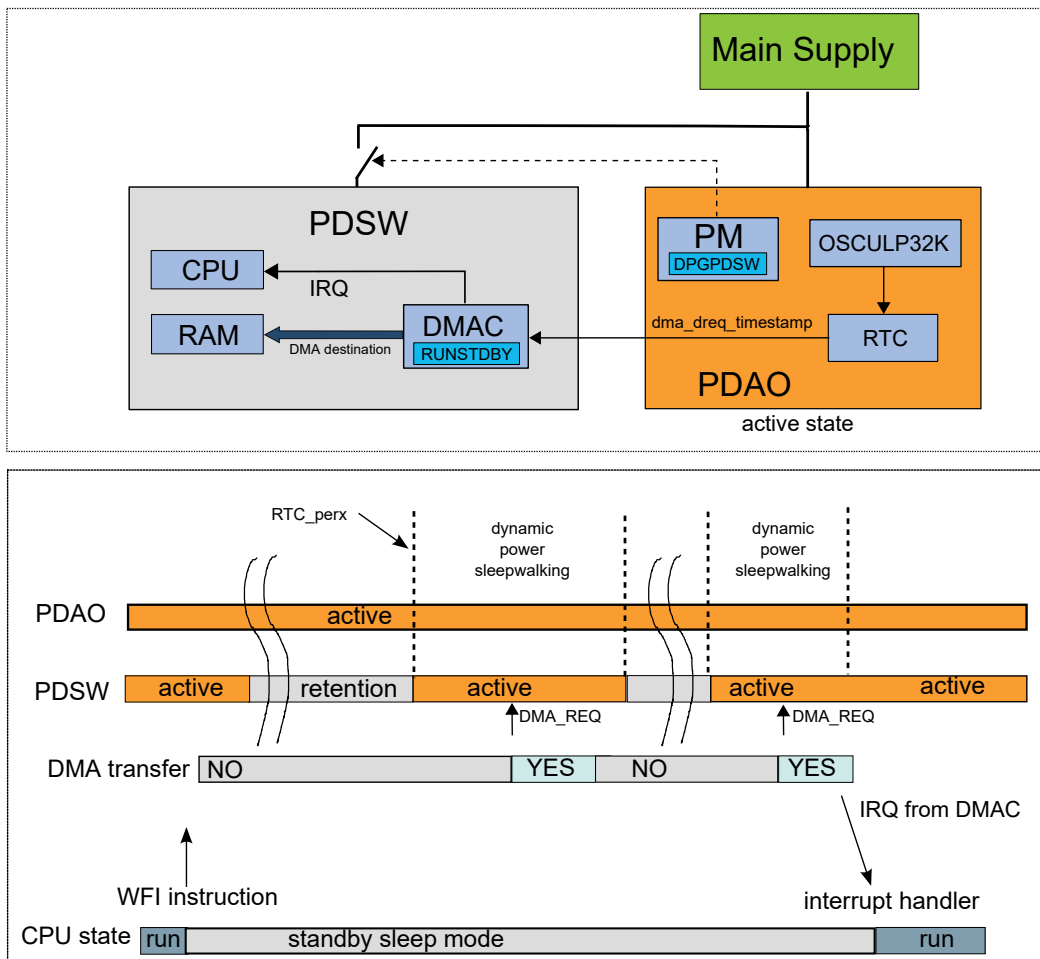 Main Supply
PDSW
PM
DPGPDSW
OSCULP32K
CPU
IRQ
RAM
DMA destination
DMAC
RUNSTDBY
dma_dreq_timestamp
RTC
PDAO
active state
RTC_perx
dynamic
power
sleepwalking
dynamic
power
sleepwalking
PDAO
active
PDSW
active
retention
active
active
active
DMA_REQ
DMA_REQ
DMA transfer
NO
YES
NO
YES
IRQ from DMAC
WFI instruction
interrupt handler
CPU state
run
standby sleep mode
run